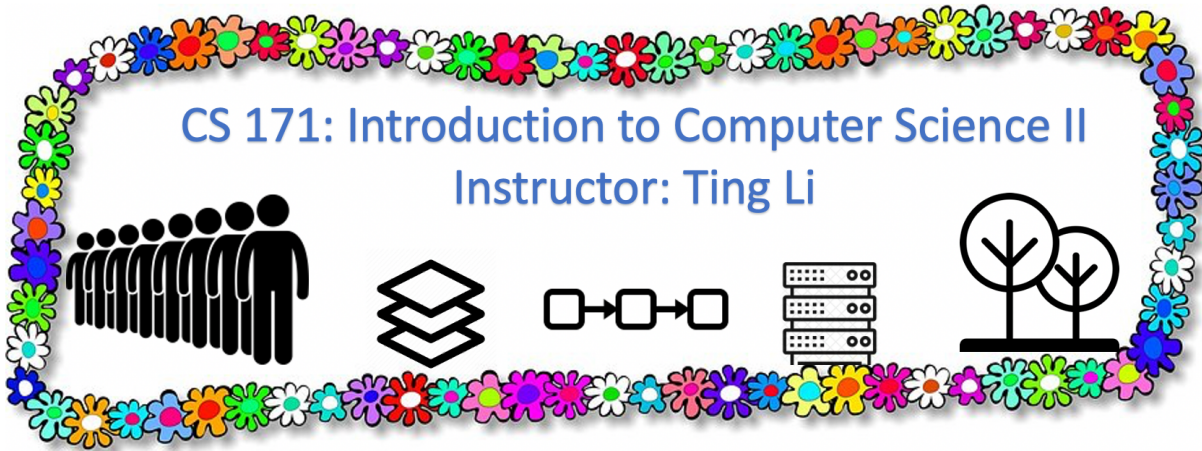 CS 171: Introduction to Computer Science II
Instructor: Ting Li